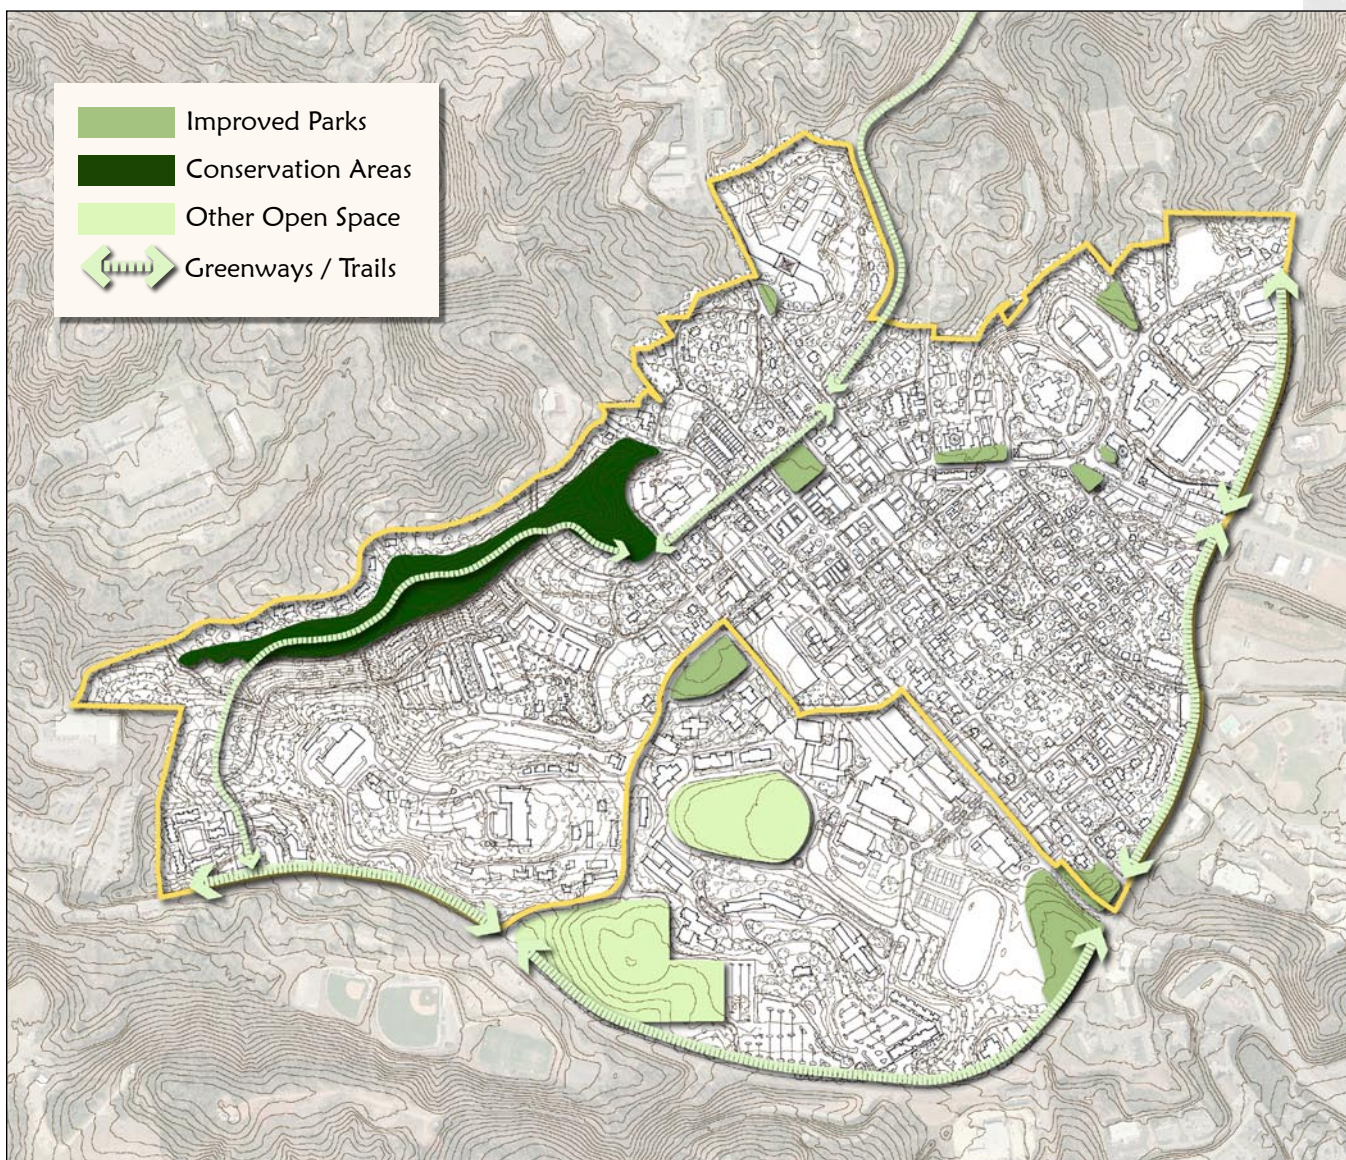 Improved Parks
Conservation Areas
Other Open Space
Greenways / Trails